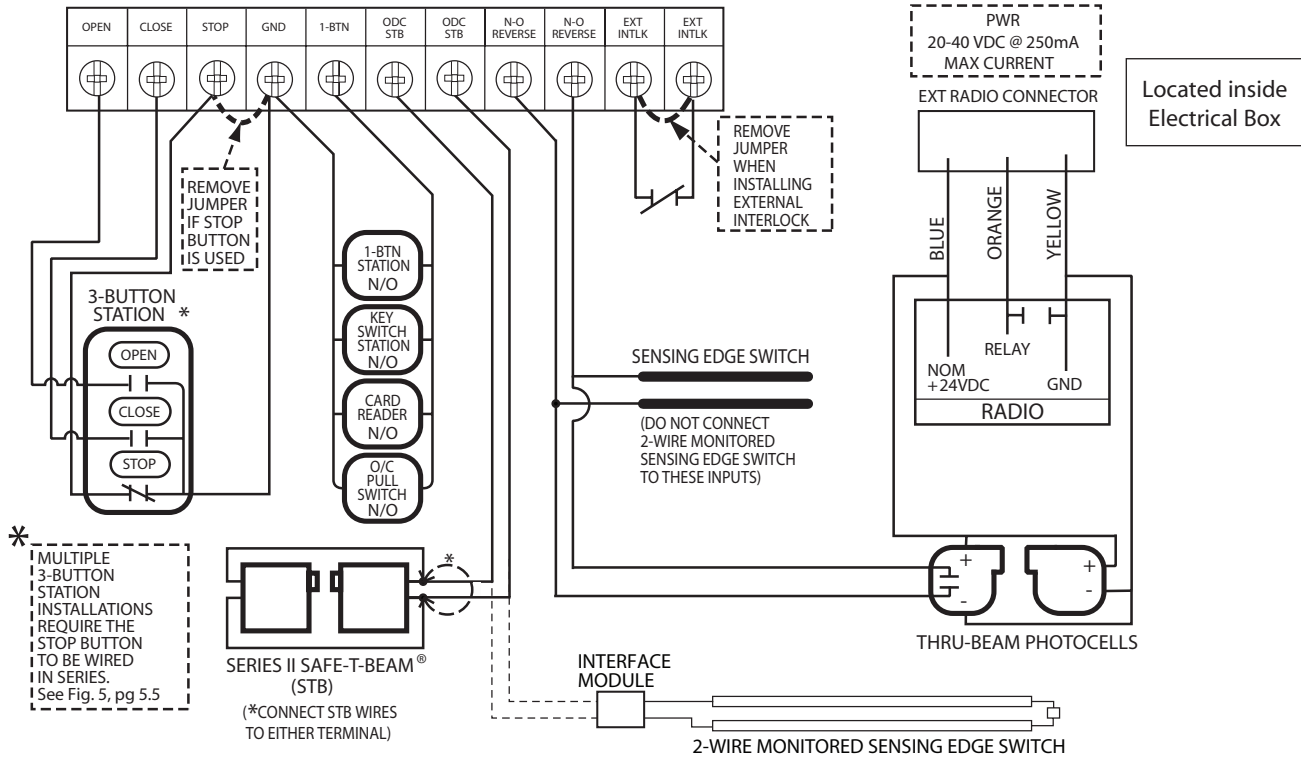 OPEN CLOSE STOP GND 1-BTN ODC STB ODC STB N-O REVERSE N-O REVERSE EXT INTLK EXT INTLK
PWR
20-40 VDC @ 250mA
MAX CURRENT
EXT RADIO CONNECTOR
Located inside
Electrical Box
REMOVE
JUMPER
IF STOP
BUTTON
IS USED
REMOVE
JUMPER
WHEN
INSTALLING
EXTERNAL
INTERLOCK
BLUE
ORANGE
YELLOW
3-BUTTON
STATION *
OPEN
CLOSE
STOP
1-BTN
STATION
N/O
KEY
SWITCH
STATION
N/O
CARD
READER
N/O
O/C
PULL
SWITCH
N/O
SENSING EDGE SWITCH
(DO NOT CONNECT
2-WIRE MONITORED
SENSING EDGE SWITCH
TO THESE INPUTS)
RELAY
NOM
+24VDC
GND
RADIO
*
MULTIPLE
3-BUTTON
STATION
INSTALLATIONS
REQUIRE THE
STOP BUTTON
TO BE WIRED
IN SERIES.
See Fig. 5, pg 5.5
*
SERIES II SAFE-T-BEAM®
(STB)
(*CONNECT STB WIRES
TO EITHER TERMINAL)
+
-
+
-
THRU-BEAM PHOTOCELLS
INTERFACE
MODULE
2-WIRE MONITORED SENSING EDGE SWITCH